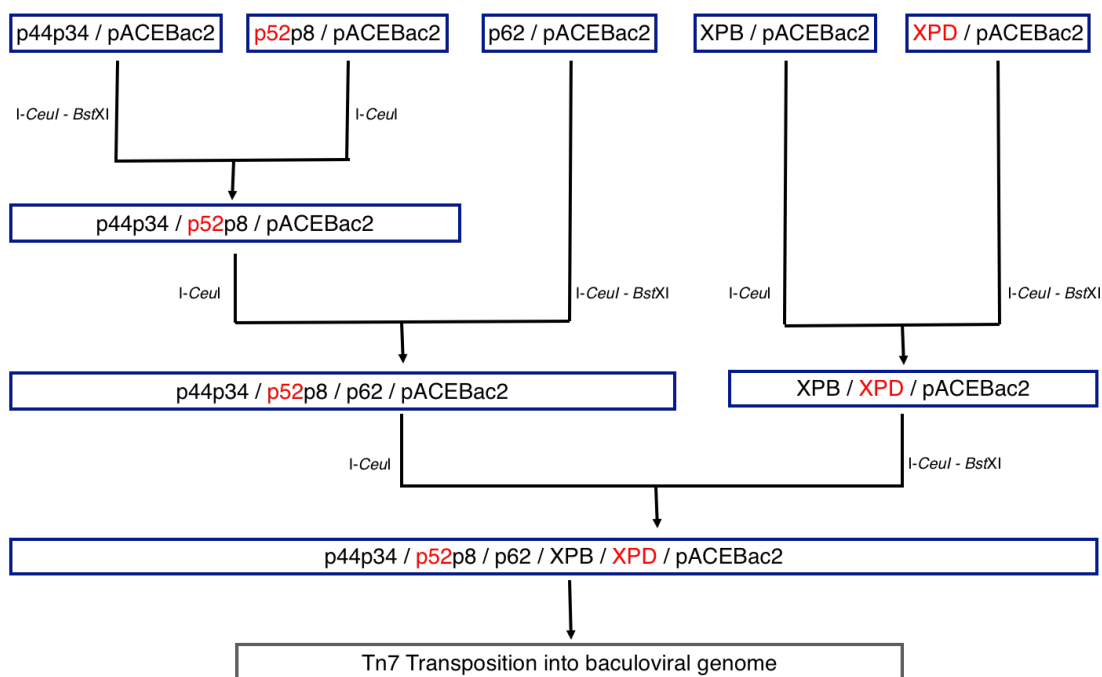 p44p34 / pACEBac2
p52p8 / pACEBac2
p62 / pACEBac2
XPB / pACEBac2
XPD / pACEBac2
I-CeuI - BstXI
I-CeuI
p44p34 / p52p8 / pACEBac2
I-CeuI
I-CeuI - BstXI
I-CeuI
I-CeuI - BstXI
p44p34 / p52p8 / p62 / pACEBac2
XPB / XPD / pACEBac2
I-CeuI
I-CeuI - BstXI
p44p34 / p52p8 / p62 / XPB / XPD / pACEBac2
Tn7 Transposition into baculoviral genome